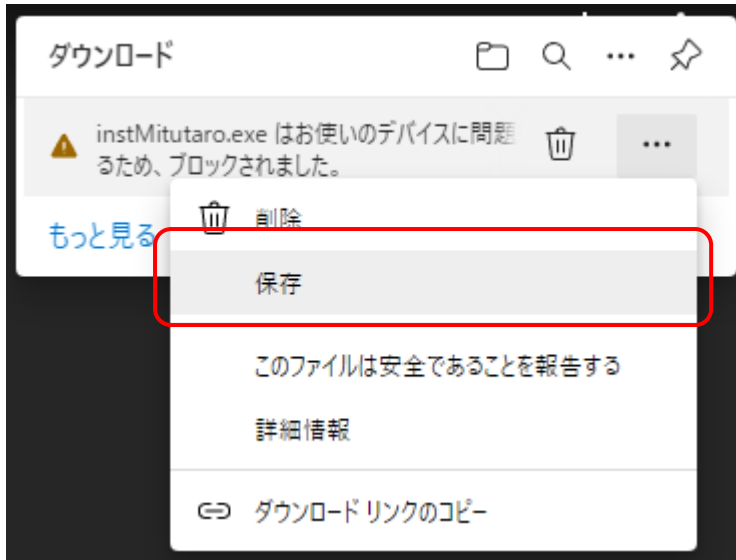 ダウンロード
instMitutaro.exe はお使いのデバイスに問題
るため、ブロックされました。
もっと見る
削除
保存
このファイルは安全であることを報告する
詳細情報
ダウンロード リンクのコピー